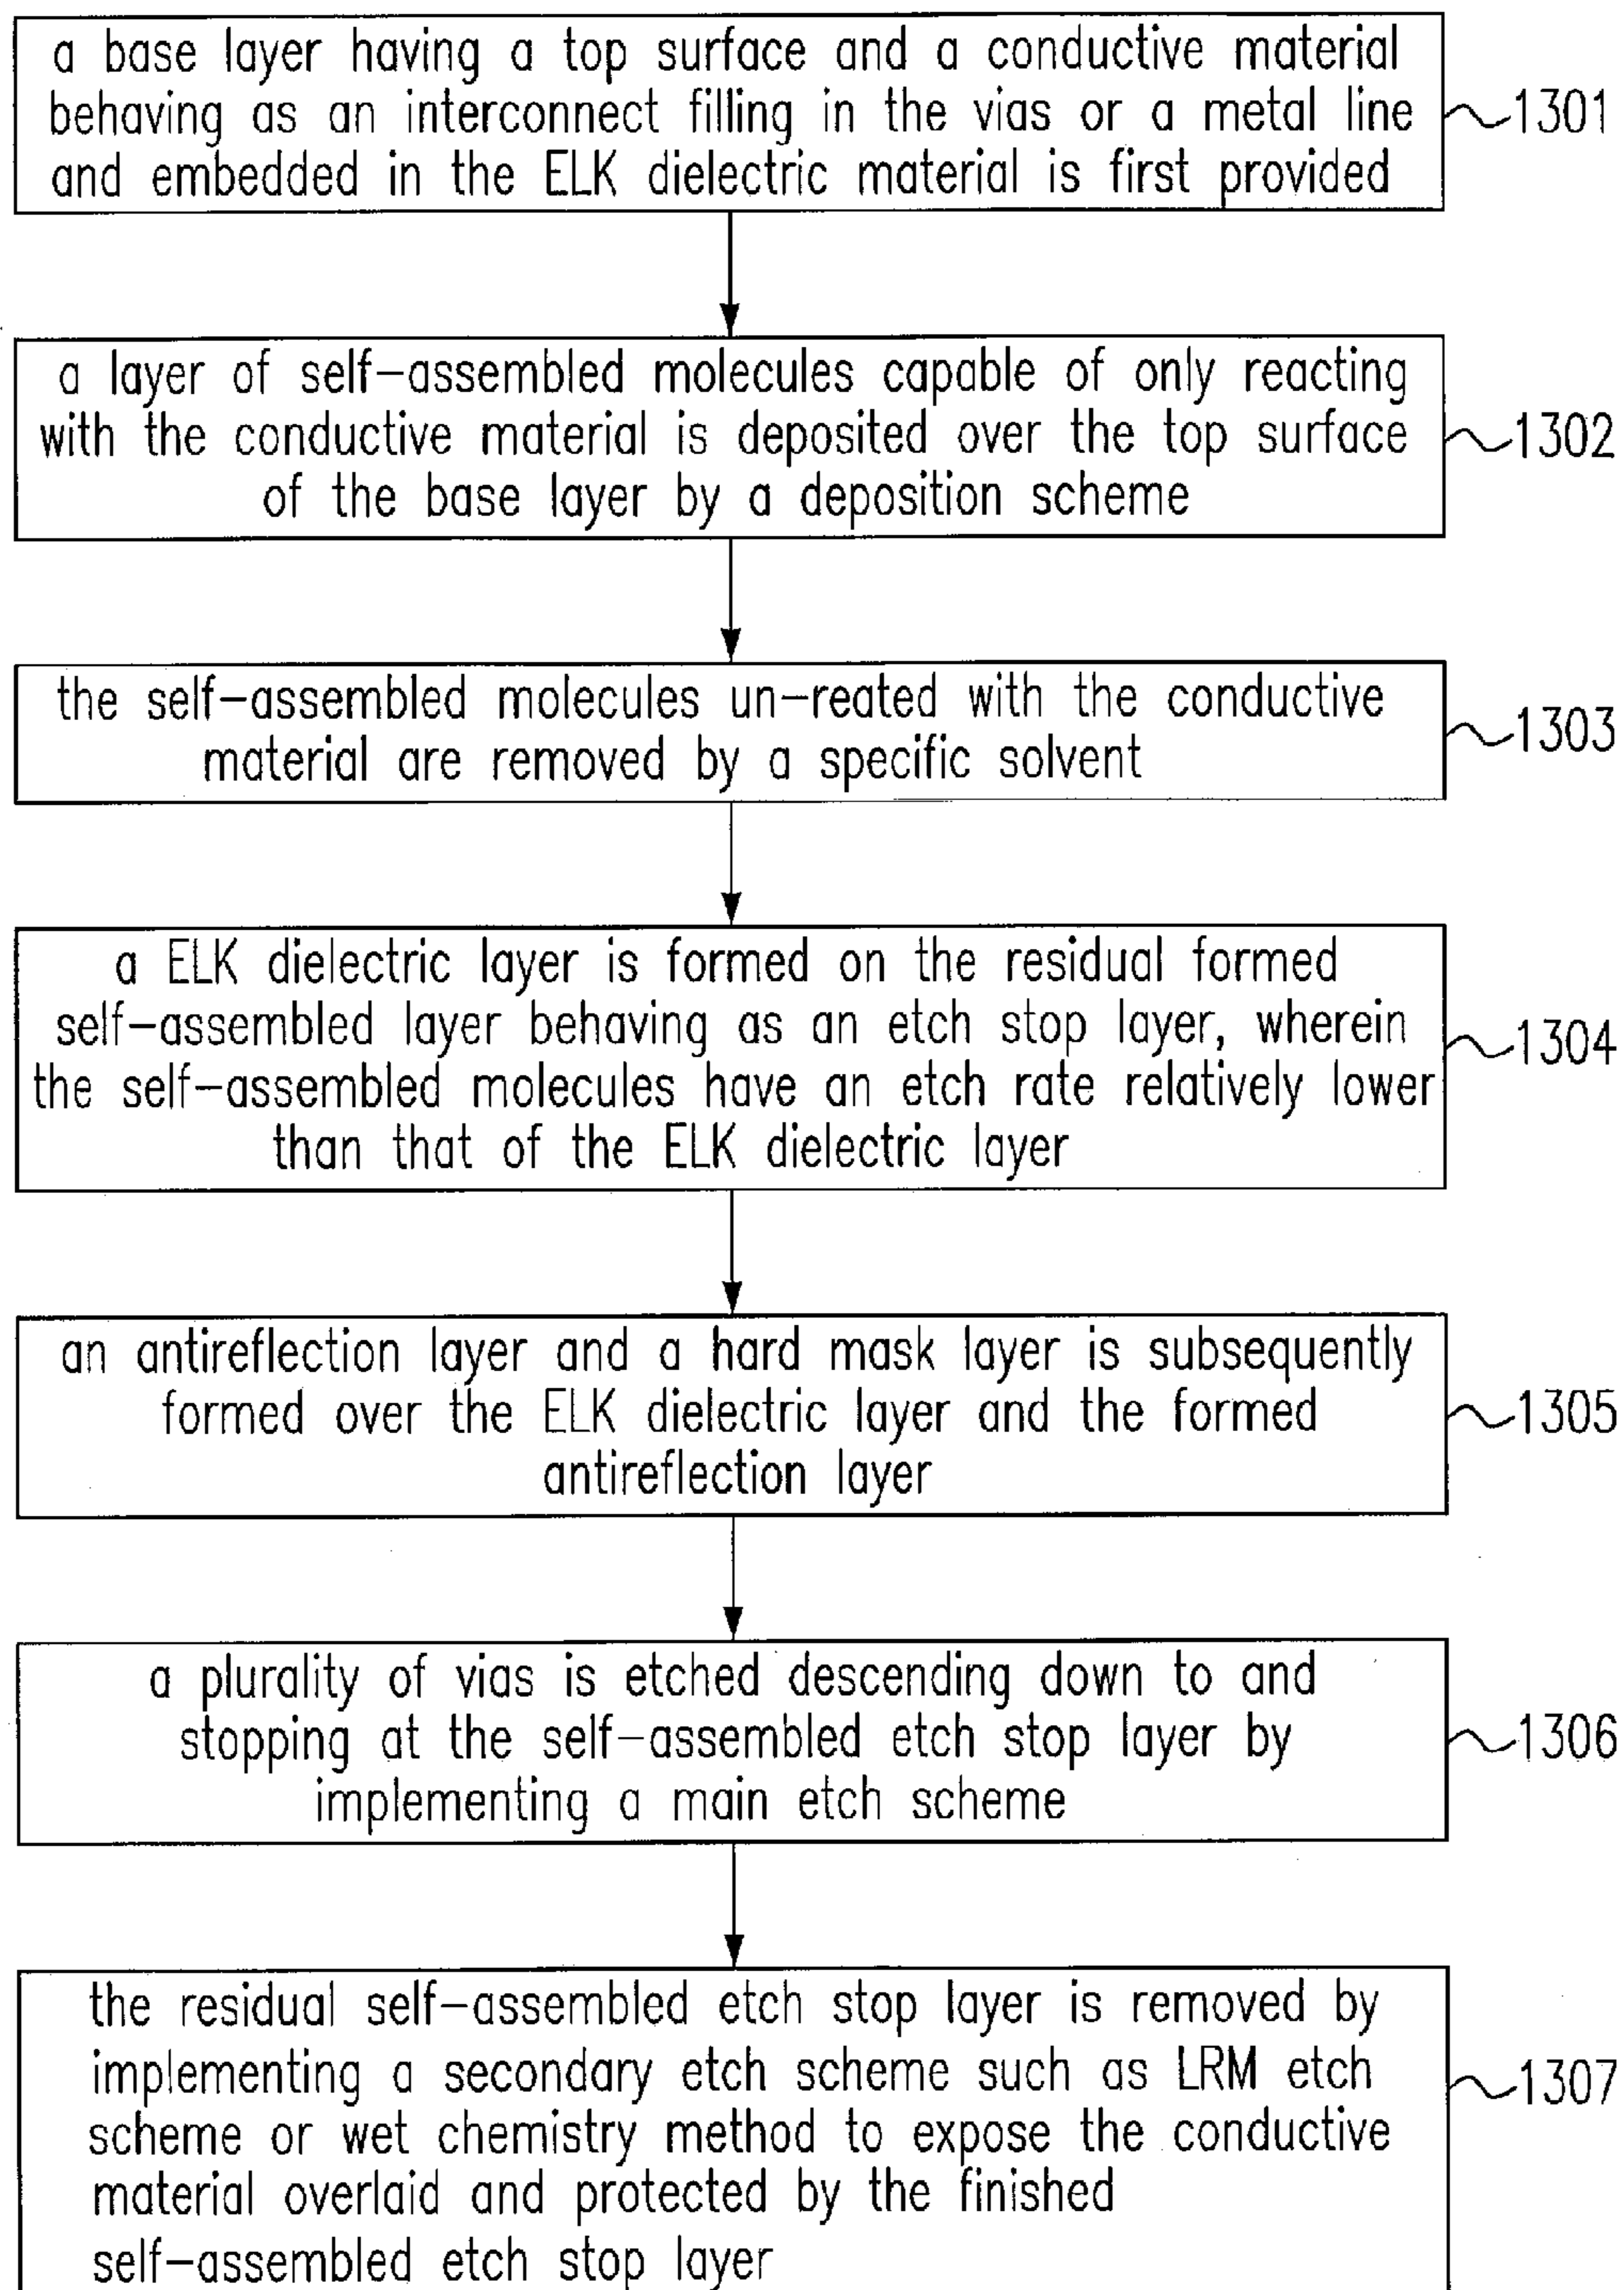 a base layer having a top surface and a conductive material
behaving as an interconnect filling in the vias or a metal line
and embedded in the ELK dielectric material is first provided
1301
a layer of self-assembled molecules capable of only reacting
with the conductive material is deposited over the top surface
of the base layer by a deposition scheme
1302
the self-assembled molecules un-reated with the conductive
material are removed by a specific solvent
1303
a ELK dielectric layer is formed on the residual formed
self-assembled layer behaving as an etch stop layer, wherein
the self-assembled molecules have an etch rate relatively lower
than that of the ELK dielectric layer
1304
an antireflection layer and a hard mask layer is subsequently
formed over the ELK dielectric layer and the formed
antireflection layer
1305
a plurality of vias is etched descending down to and
stopping at the self-assembled etch stop layer by
implementing a main etch scheme
1306
the residual self-assembled etch stop layer is removed by
implementing a secondary etch scheme such as LRM etch
scheme or wet chemistry method to expose the conductive
material overlaid and protected by the finished
self-assembled etch stop layer
1307